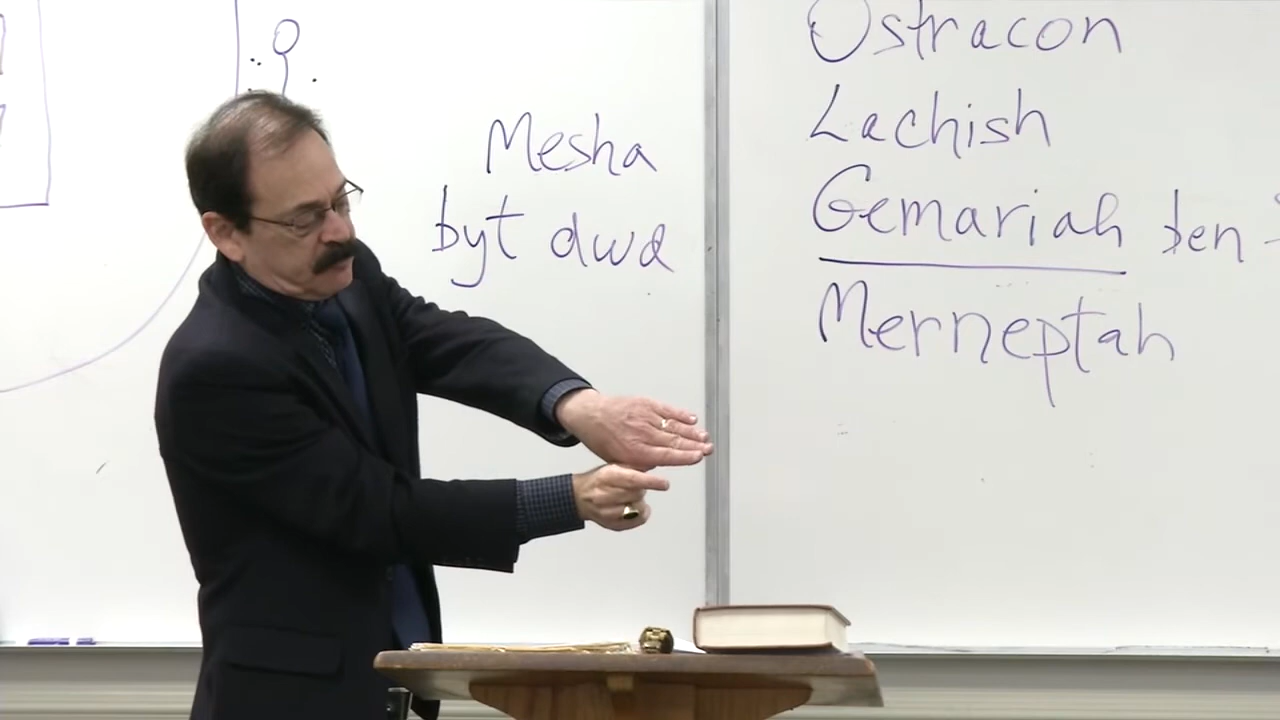 Mesha
byt dwd
Ostracon
Lachish
Gemariah ben
Merneptah